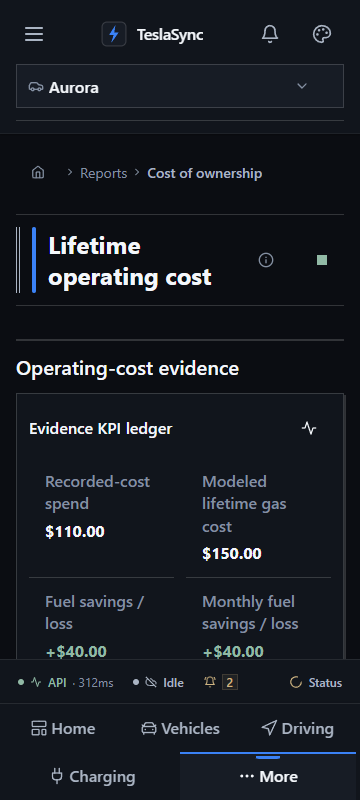 TeslaSync
Aurora
Reports
Cost of ownership
Lifetime
operating cost
Operating-cost evidence
Evidence KPI ledger
Recorded-cost
spend
$110.00
Modeled
lifetime gas
cost
$150.00
Fuel savings /
loss
+$40.00
Monthly fuel
savings / loss
+$40.00
API · 312ms
Idle
2
Status
Home
Vehicles
Driving
Charging
More